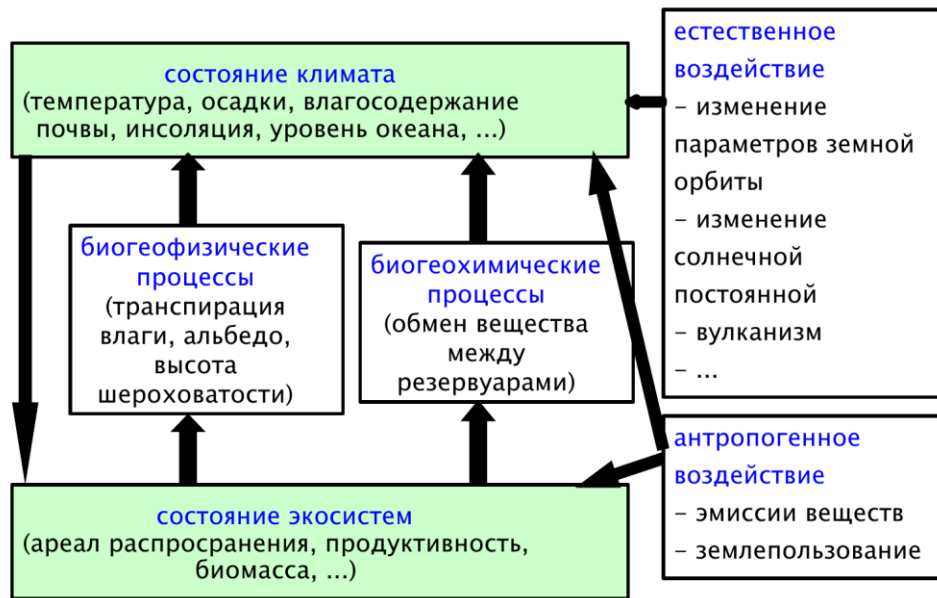 состояние климата
(температура, осадки, влагосодержание
почвы, инсоляция, уровень океана, ...)
естественное
воздействие
– изменение
параметров земной
орбиты
– изменение
солнечной
постоянной
– вулканизм
– ...
биогеофизические
процессы
(транспирация
влаги, альбедо,
высота
шероховатости)
биогеохимические
процессы
(обмен вещества
между
резервуарами)
антропогенное
воздействие
– эмиссии веществ
– землепользование
состояние экосистем
(ареал распросранения, продуктивность,
биомасса, ...)